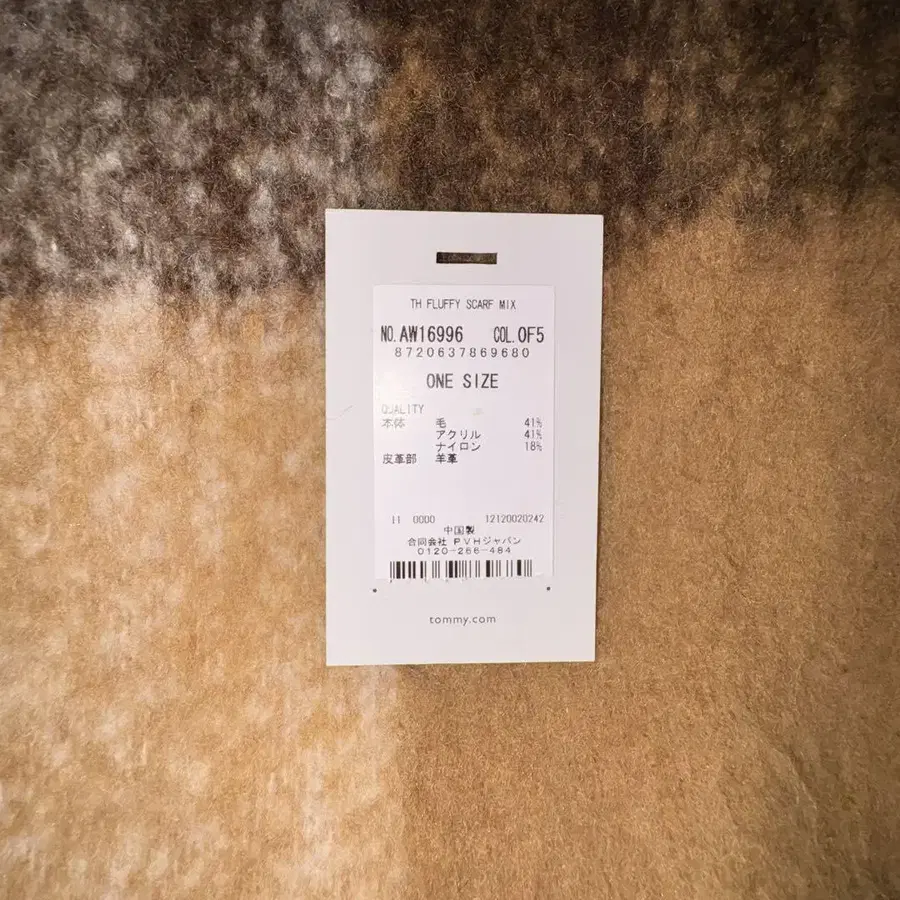 TH FLUFFY SCARF MIX
NO.AW16996 COL.0F5
8720637869680
ONE SIZE
QUALITY
本体 毛 41%
アクリル 41%
ナイロン 18%
皮革部 羊革
11 0000 12120020242
中国製
合同会社 PVHジャパン
0120-266-484
tommy.com